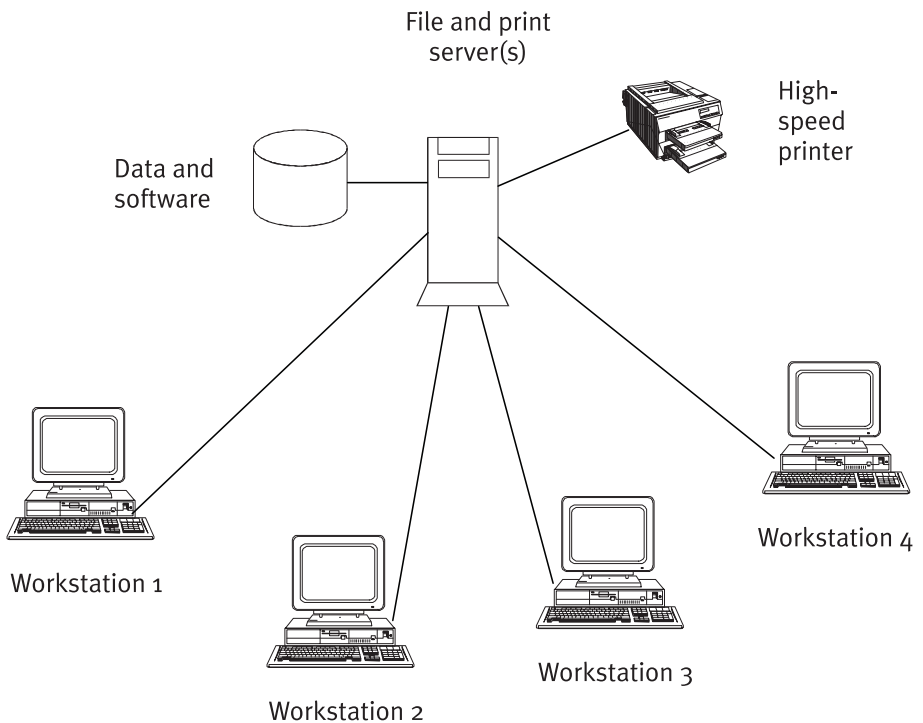 File and print
server(s)
High-
speed
printer
Data and
software
Workstation 1
Workstation 2
Workstation 3
Workstation 4